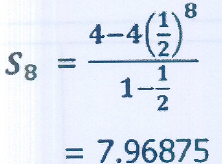 S₈ = (4−4(1/2)⁸)/(1−1/2)
= 7.96875